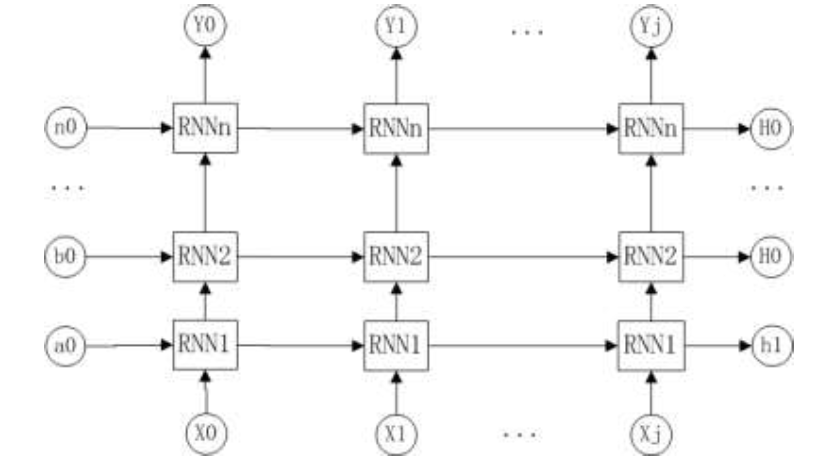 Y0 Y1 ... Yj
n0 RNNn RNNn RNNn H0
... ...
b0 RNN2 RNN2 RNN2 H0
a0 RNN1 RNN1 RNN1 h1
X0 X1 ... Xj